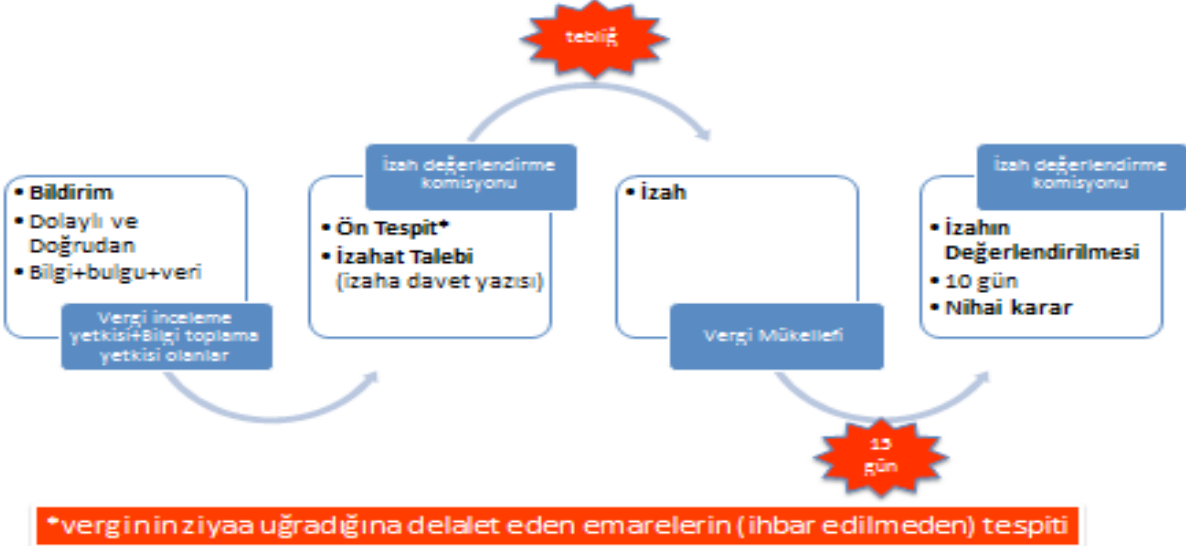 tebliğ
• Bildirim
• Dolaylı ve
Doğrudan
• Bilgi+bulgu+veri
Vergi inceleme
yetkisi+Bilgi toplama
yetkisi olanlar
İzah değerlendirme
komisyonu
• Ön Tespit*
• İzahat Talebi
(izaha davet yazısı)
• İzah
Vergi Mükellefi
15
gün
İzah değerlendirme
komisyonu
• İzahın
Değerlendirilmesi
• 10 gün
• Nihai karar
*verginin ziyaa uğradığına delalet eden emarelerin (ihbar edilmeden) tespiti